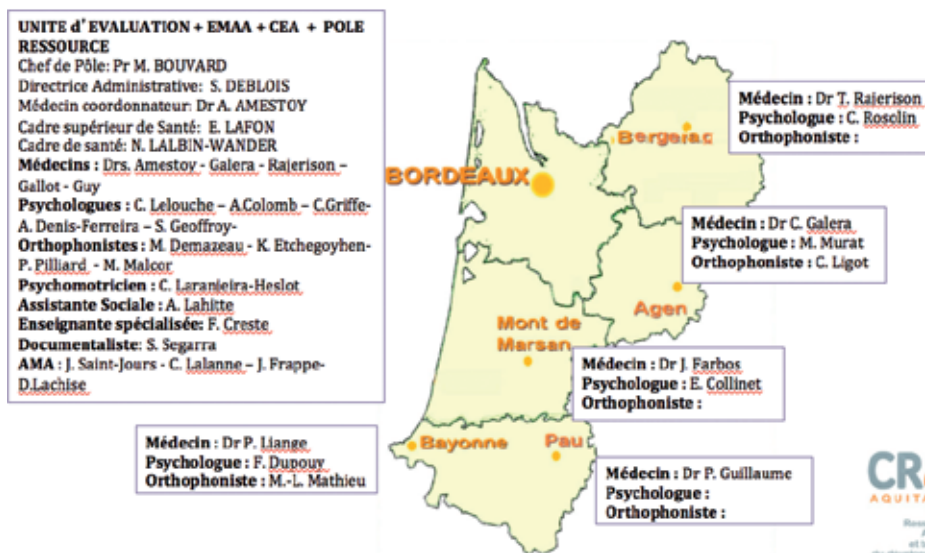 UNITE d' EVALUATION + EMAA + CEA + POLE
RESSOURCE
Chef de Pôle: Pr M. BOUVARD
Directrice Administrative: S. DEBLOIS
Médecin coordonnateur: Dr A. AMESTOY
Cadre supérieur de Santé: E. LAFON
Cadre de santé: N. LALBIN-WANDER
Médecins : Drs. Amestoy - Galera - Rajerison –
Gallot - Guy
Psychologues : C. Lelouche – A.Colomb – C.Griffe-
A. Denis-Ferreira – S. Geoffroy-
Orthophonistes : M. Demazeau - K. Etchegoyhen-
P. Pilliard - M. Malcor
Psychomotricien : C. Laranjeira-Heslot
Assistante Sociale : A. Lahitte
Enseignante spécialisée: F. Creste
Documentaliste: S. Segarra
AMA : J. Saint-Jours - C. Lalanne – J. Frappe-
D.Lachise
Médecin : Dr T. Rajerison
Psychologue : C. Rosolin
Orthophoniste :
Bergerac
BORDEAUX
Médecin : Dr C. Galera
Psychologue : M. Murat
Orthophoniste : C. Ligot
Agen
Mont de
Marsan
Médecin : Dr J. Farbos
Psychologue : E. Collinet
Orthophoniste :
Médecin : Dr P. Liange
Psychologue : F. Dupouy
Orthophoniste : M.-L. Mathieu
Bayonne
Pau
Médecin : Dr P. Guillaume
Psychologue :
Orthophoniste :
CR
AQUITA